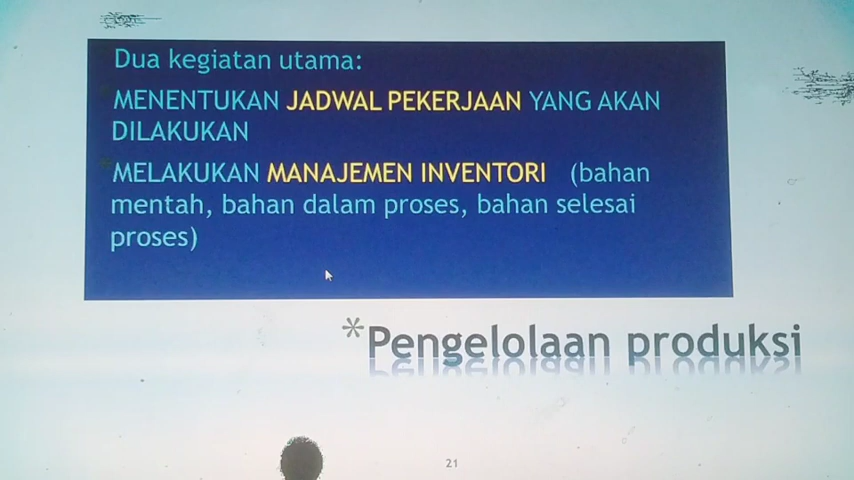 Dua kegiatan utama:
MENENTUKAN JADWAL PEKERJAAN YANG AKAN
DILAKUKAN
MELAKUKAN MANAJEMEN INVENTORI (bahan
mentah, bahan dalam proses, bahan selesai
proses)
*Pengelolaan produksi
21